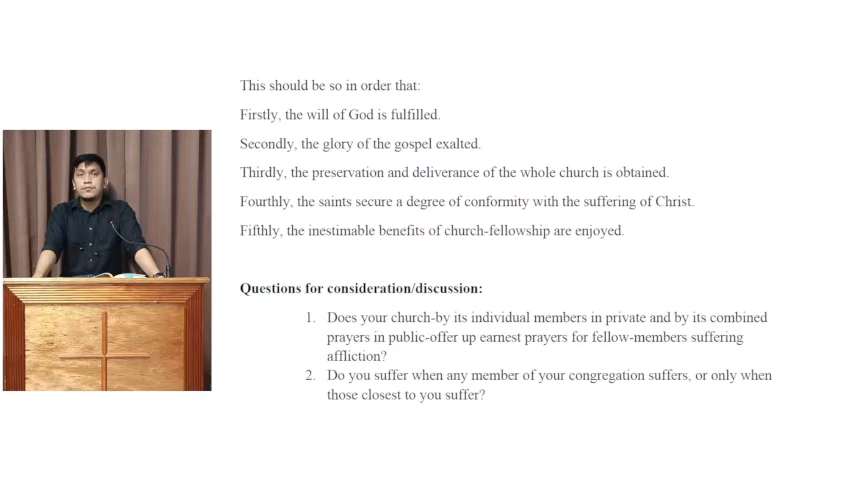 This should be so in order that:
Firstly, the will of God is fulfilled.
Secondly, the glory of the gospel exalted.
Thirdly, the preservation and deliverance of the whole church is obtained.
Fourthly, the saints secure a degree of conformity with the suffering of Christ.
Fifthly, the inestimable benefits of church-fellowship are enjoyed.
Questions for consideration/discussion:
1. Does your church-by its individual members in private and by its combined
prayers in public-offer up earnest prayers for fellow-members suffering
affliction?
2. Do you suffer when any member of your congregation suffers, or only when
those closest to you suffer?